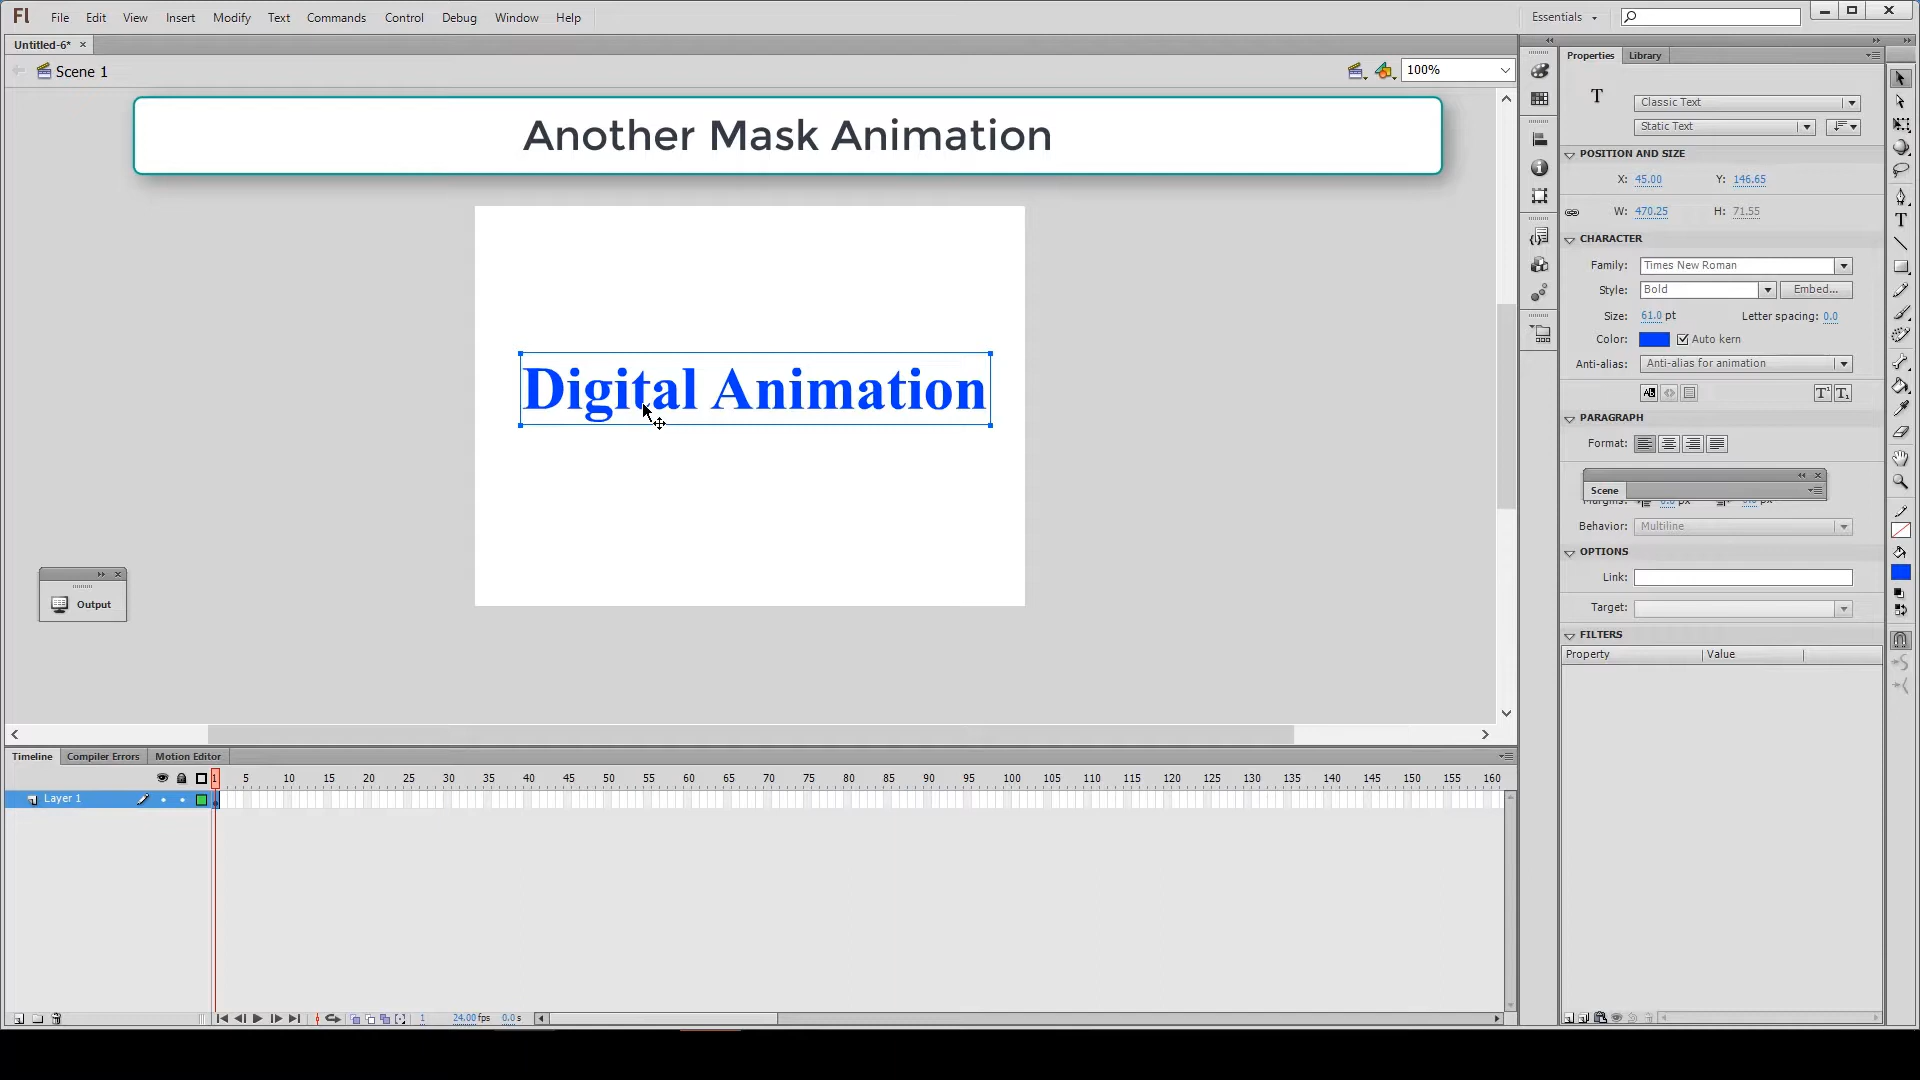 Fl File Edit View Insert Modify Text Commands Control Debug Window Help Essentials
Untitled-6* ×
Scene 1 100%
Another Mask Animation
Digital Animation
Output
Properties Library
T Classic Text
Static Text
POSITION AND SIZE
X: 45.00 Y: 146.65
W: 470.25 H: 71.55
CHARACTER
Family: Times New Roman
Style: Bold Embed...
Size: 61.0 pt Letter spacing: 0.0
Color: Auto kern
Anti-alias: Anti-alias for animation
PARAGRAPH
Format:
Scene
Behavior: Multiline
OPTIONS
Link:
Target:
FILTERS
Property Value
Timeline Compiler Errors Motion Editor
1 5 10 15 20 25 30 35 40 45 50 55 60 65 70 75 80 85 90 95 100 105 110 115 120 125 130 135 140 145 150 155 160
Layer 1
1 24.00 fps 0.0 s